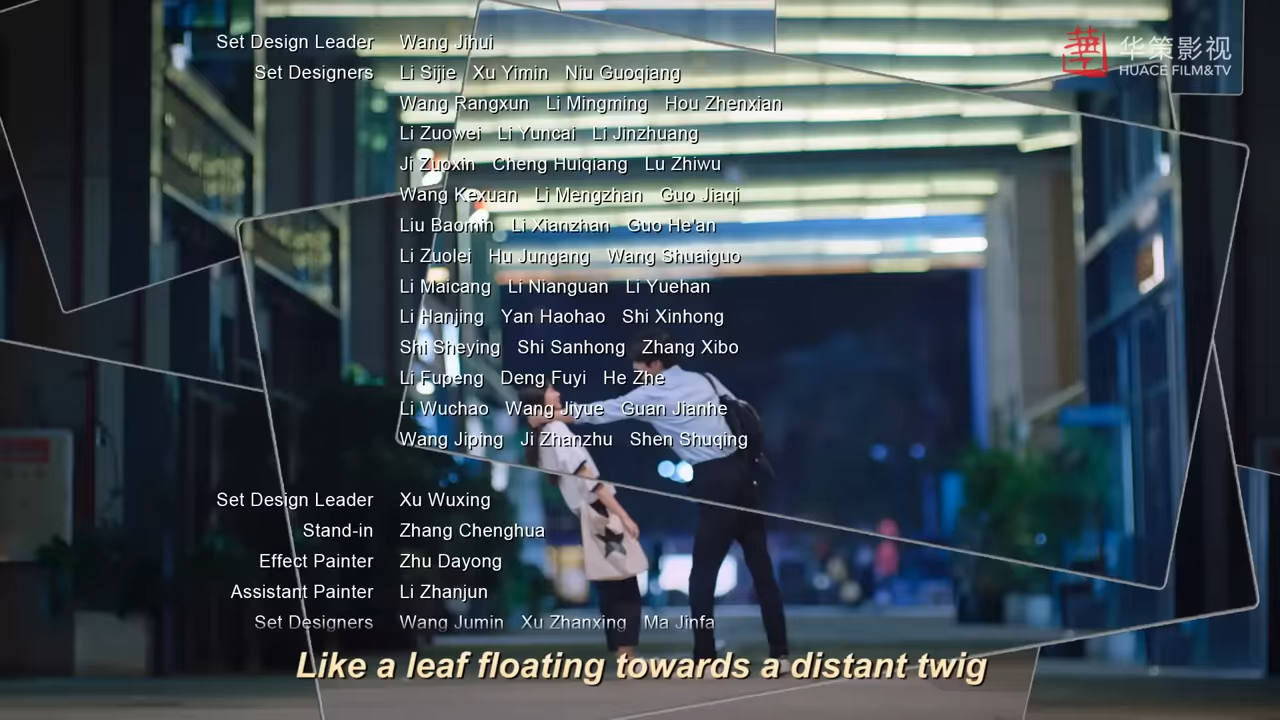 華 华策影视
HUACE FILM&TV
Set Design Leader Wang Jihui
Set Designers Li Sijie Xu Yimin Niu Guoqiang
Wang Rangxun Li Mingming Hou Zhenxian
Li Zuowei Li Yuncai Li Jinzhuang
Ji Zuoxin Cheng Huiqiang Lu Zhiwu
Wang Kexuan Li Mengzhan Guo Jiaqi
Liu Baomin Li Xianzhan Guo He'an
Li Zuolei Hu Jungang Wang Shuaiguo
Li Maicang Li Nianguan Li Yuehan
Li Hanjing Yan Haohao Shi Xinhong
Shi Sheying Shi Sanhong Zhang Xibo
Li Fupeng Deng Fuyi He Zhe
Li Wuchao Wang Jiyue Guan Jianhe
Wang Jiping Ji Zhanzhu Shen Shuqing
Set Design Leader Xu Wuxing
Stand-in Zhang Chenghua
Effect Painter Zhu Dayong
Assistant Painter Li Zhanjun
Set Designers Wang Jumin Xu Zhanxing Ma Jinfa
Like a leaf floating towards a distant twig